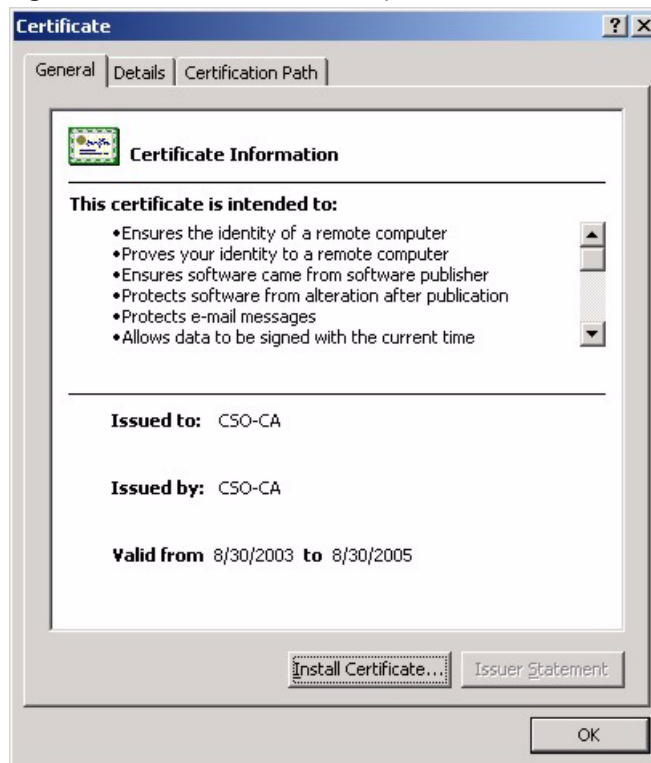 Certificate
General Details Certification Path
Certificate Information
This certificate is intended to:
•Ensures the identity of a remote computer
•Proves your identity to a remote computer
•Ensures software came from software publisher
•Protects software from alteration after publication
•Protects e-mail messages
•Allows data to be signed with the current time
Issued to: CSO-CA
Issued by: CSO-CA
Valid from 8/30/2003 to 8/30/2005
Install Certificate... Issuer Statement
OK